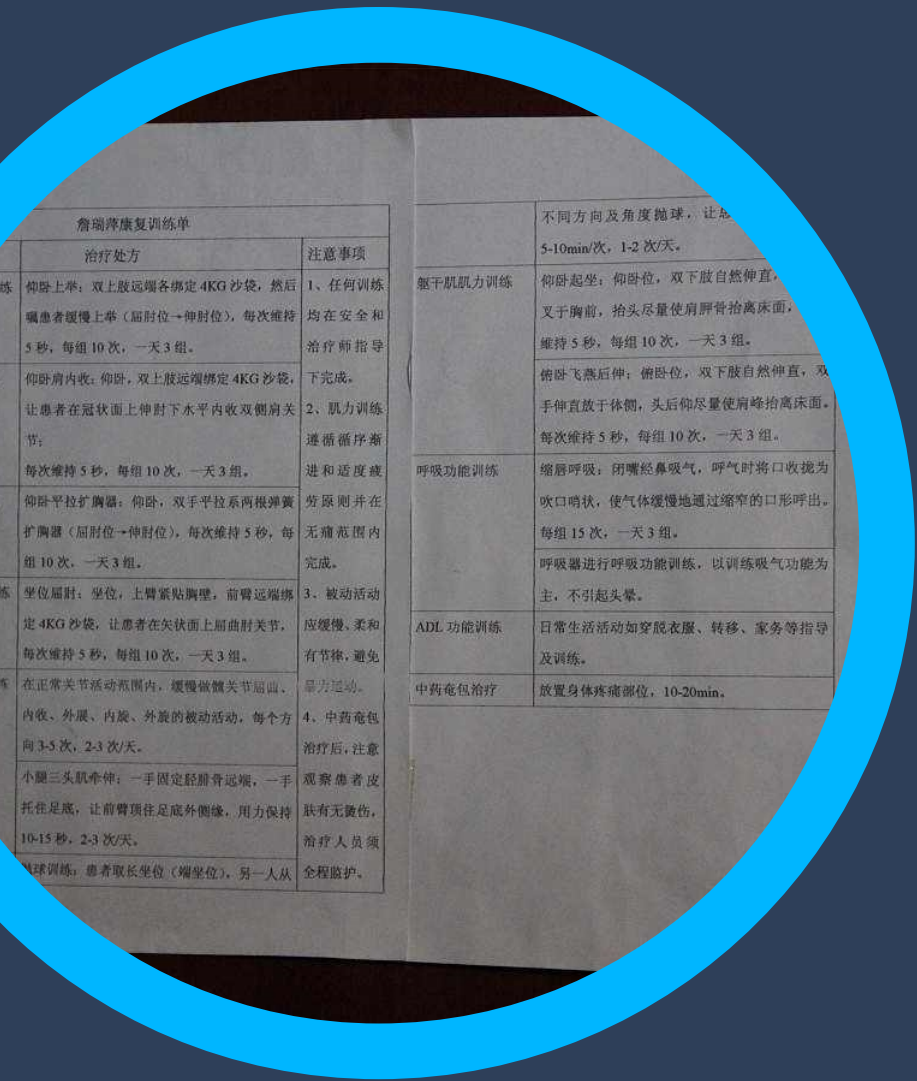 詹瑞萍康复训练单
治疗处方
注意事项
练
仰卧上举：双上肢远端各绑定 4KG 沙袋，然后
嘱患者缓慢上举（屈肘位→伸肘位），每次维持
5 秒，每组 10 次，一天 3 组。
仰卧肩内收：仰卧，双上肢远端绑定 4KG 沙袋，
让患者在冠状面上伸肘下水平内收双侧肩关
节；
每次维持 5 秒，每组 10 次，一天 3 组。
仰卧平拉扩胸器：仰卧，双手平拉系两根弹簧
扩胸器（屈肘位→伸肘位），每次维持 5 秒，每
组 10 次，一天 3 组。
练
坐位屈肘：坐位，上臂紧贴胸壁，前臂远端绑
定 4KG 沙袋，让患者在矢状面上屈曲肘关节，
每次维持 5 秒，每组 10 次，一天 3 组。
练
在正常关节活动范围内，缓慢做髋关节屈曲、
内收、外展、内旋、外旋的被动活动，每个方
向 3-5 次，2-3 次/天。
小腿三头肌牵伸：一手固定胫腓骨远端，一手
托住足底，让前臂顶住足底外侧缘，用力保持
10-15 秒，2-3 次/天。
球训练：患者取长坐位（端坐位），另一人从
1、任何训练
均在安全和
治疗师指导
下完成。
2、肌力训练
遵循循序渐
进和适度疲
劳原则并在
无痛范围内
完成。
3、被动活动
应缓慢、柔和
有节律，避免
暴力运动。
4、中药奄包
治疗后，注意
观察患者皮
肤有无烫伤，
治疗人员须
全程监护。
不同方向及角度抛球，让
5-10min/次，1-2 次/天。
躯干肌肌力训练
仰卧起坐：仰卧位，双下肢自然伸直，
叉于胸前，抬头尽量使肩胛骨抬离床面，
维持 5 秒，每组 10 次，一天 3 组。
俯卧飞燕后伸：俯卧位，双下肢自然伸直，双
手伸直放于体侧，头后仰尽量使肩峰抬离床面。
每次维持 5 秒，每组 10 次，一天 3 组。
呼吸功能训练
缩唇呼吸：闭嘴经鼻吸气，呼气时将口收拢为
吹口哨状，使气体缓慢地通过缩窄的口形呼出。
每组 15 次，一天 3 组。
呼吸器进行呼吸功能训练，以训练吸气功能为
主，不引起头晕。
ADL 功能训练
日常生活活动如穿脱衣服、转移、家务等指导
及训练。
中药奄包治疗
放置身体疼痛部位，10-20min。